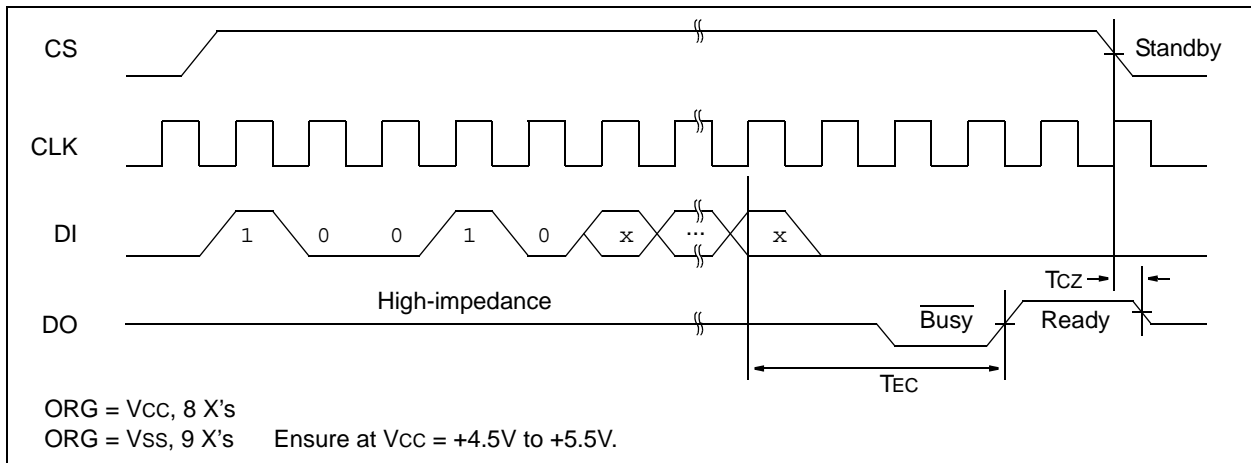 CS
Standby
CLK
DI
1 0 0 1 0 x ... x
TCZ
High-impedance
DO
Busy
Ready
TEC
ORG = VCC, 8 X's
ORG = VSS, 9 X's Ensure at VCC = +4.5V to +5.5V.